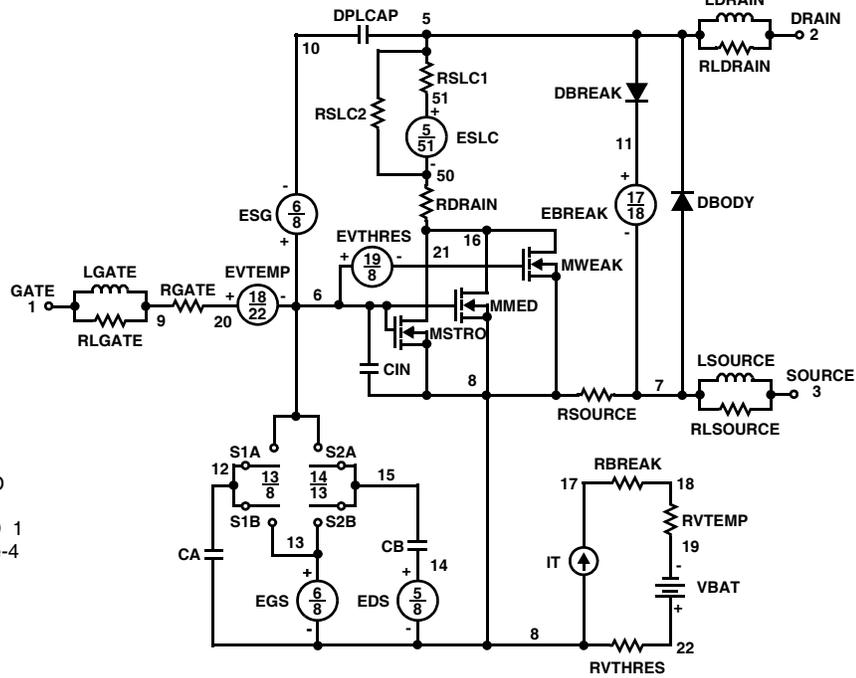 LDRAIN
DPLCAP 5 DRAIN
10 2
RLDRAIN
RSLC1
DBREAK
51
+
RSLC2
5
51
ESLC
11
-
50
-
+
RDRAIN
ESG
6
8
EBREAK
17
18
DBODY
+
EVTHRES
16
21
-
+
19
8
-
MWEAK
LGATE
EVTEMP
GATE
1
RGATE
+
18
22
-
6
MMED
9
20
RLGATE
MSTRO
LSOURCE
CIN
8
7
SOURCE
3
RSOURCE
RLSOURCE
S1A
S2A
RBREAK
12
13
8
14
13
15
17
18
S1B
S2B
RVTEMP
13
CB
19
CA
IT
-
14
+
+
VBAT
EGS
6
8
EDS
5
8
+
-
-
8
22
RVTHRES
1
-4